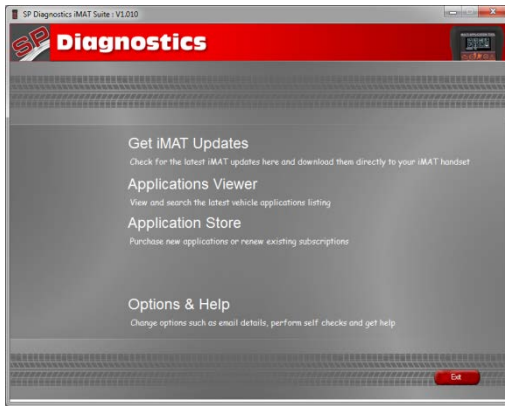 SP Diagnostics iMAT Suite : V1.010
SP Diagnostics
Get iMAT Updates
Check for the latest iMAT updates here and download them directly to your iMAT handset
Applications Viewer
View and search the latest vehicle applications listing
Application Store
Purchase new applications or renew existing subscriptions
Options & Help
Change options such as email details, perform self checks and get help
Exit